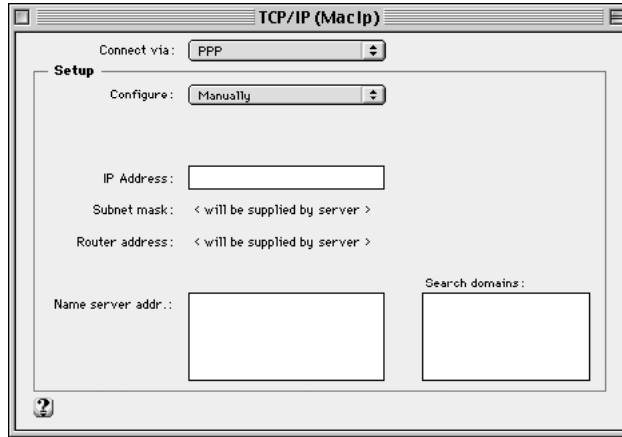 TCP/IP (MacIp)
Connect via: PPP
Setup
Configure: Manually
IP Address:
Subnet mask: < will be supplied by server >
Router address: < will be supplied by server >
Search domains:
Name server addr.:
?